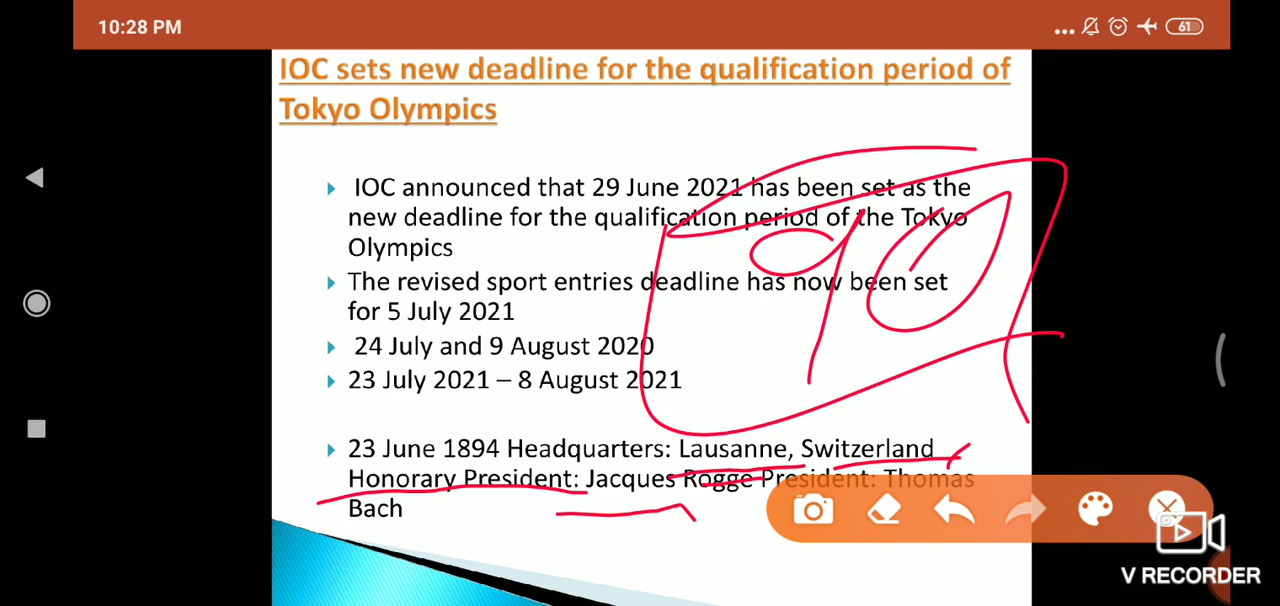 10:28 PM
61
IOC sets new deadline for the qualification period of
Tokyo Olympics
IOC announced that 29 June 2021 has been set as the
new deadline for the qualification period of the Tokyo
Olympics
The revised sport entries deadline has now been set
for 5 July 2021
24 July and 9 August 2020
23 July 2021 – 8 August 2021
90
23 June 1894 Headquarters: Lausanne, Switzerland
Honorary President: Jacques Rogge President: Thomas
Bach
V RECORDER